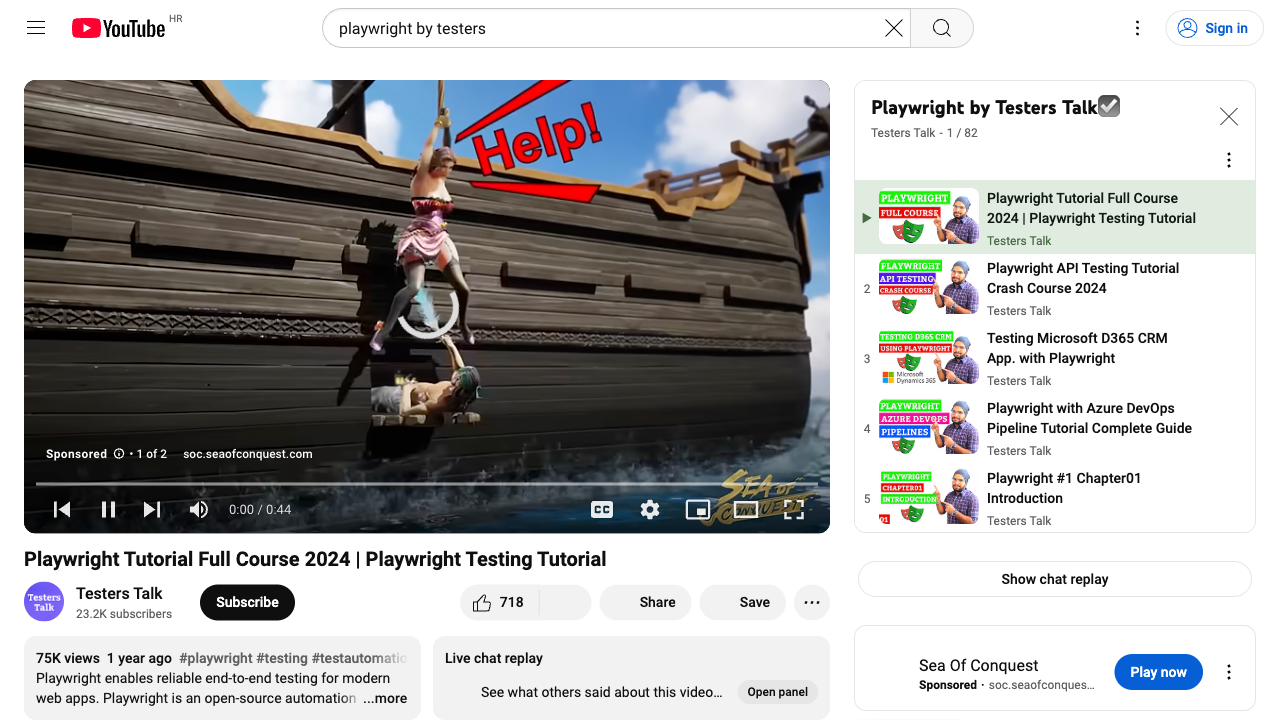 YouTube HR
playwright by testers
Sign in
Help!
Sponsored • 1 of 2 soc.seaofconquest.com
SEA OF
CONQUEST
CC
0:00 / 0:44
Playwright Tutorial Full Course 2024 | Playwright Testing Tutorial
Testers
Talk
Testers Talk
23.2K subscribers
Subscribe
718
Share
Save
75K views 1 year ago #playwright #testing #testautomatio
Playwright enables reliable end-to-end testing for modern
web apps. Playwright is an open-source automation ...more
Live chat replay
See what others said about this video...
Open panel
Playwright by Testers Talk☑
Testers Talk - 1 / 82
PLAYWRIGHT
FULL COURSE
Playwright Tutorial Full Course
2024 | Playwright Testing Tutorial
Testers Talk
2
PLAYWRIGHT
API TESTING
CRASH COURSE
Playwright API Testing Tutorial
Crash Course 2024
Testers Talk
3
TESTING D365 CRM
USING PLAYWRIGHT
Microsoft
Dynamics 365
Testing Microsoft D365 CRM
App. with Playwright
Testers Talk
4
PLAYWRIGHT
AZURE DEVOPS
PIPELINES
Playwright with Azure DevOps
Pipeline Tutorial Complete Guide
Testers Talk
5
PLAYWRIGHT
CHAPTER01
INTRODUCTION
01
Playwright #1 Chapter01
Introduction
Testers Talk
Show chat replay
Sea Of Conquest
Sponsored · soc.seaofconques...
Play now